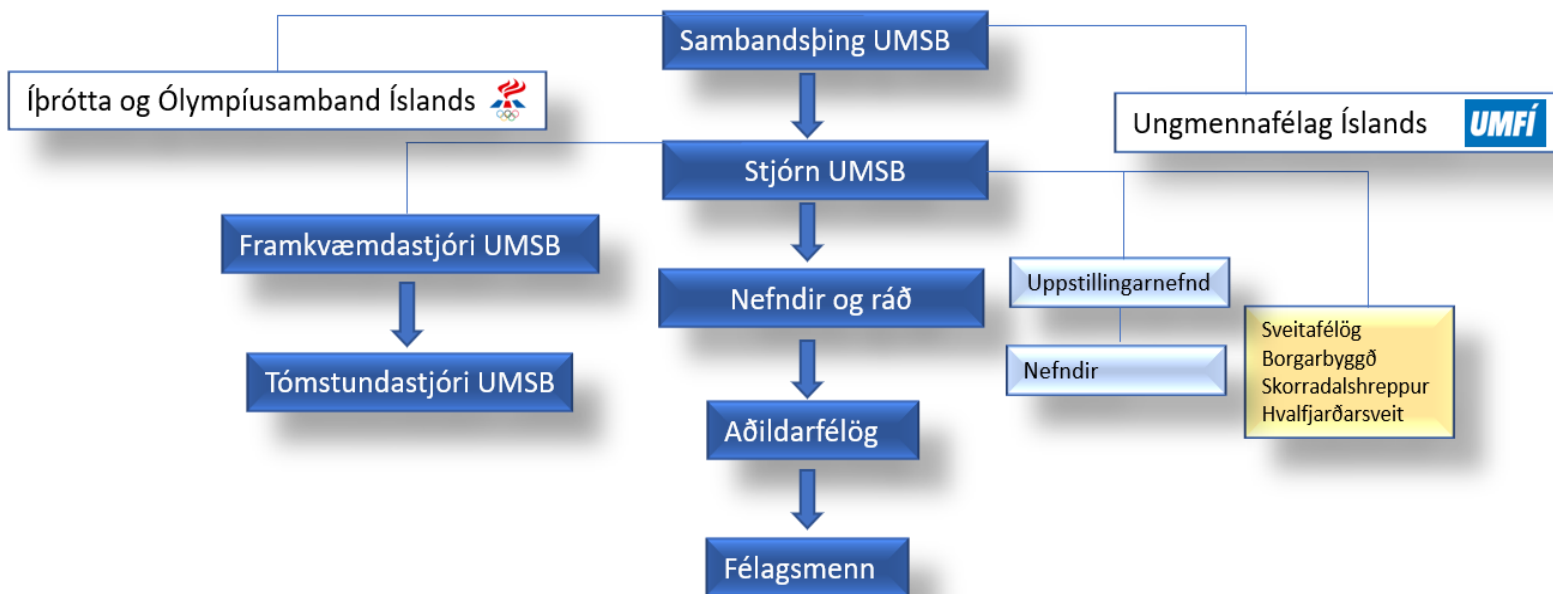 Sambandsþing UMSB
Íþrótta og Ólympíusamband Íslands
Ungmennafélag Íslands UMFÍ
Stjórn UMSB
Framkvæmdastjóri UMSB
Nefndir og ráð
Uppstillingarnefnd
Sveitafélög
Borgarbyggð
Skorradalshreppur
Hvalfjarðarsveit
Nefndir
Tómstundastjóri UMSB
Aðildarfélög
Félagsmenn